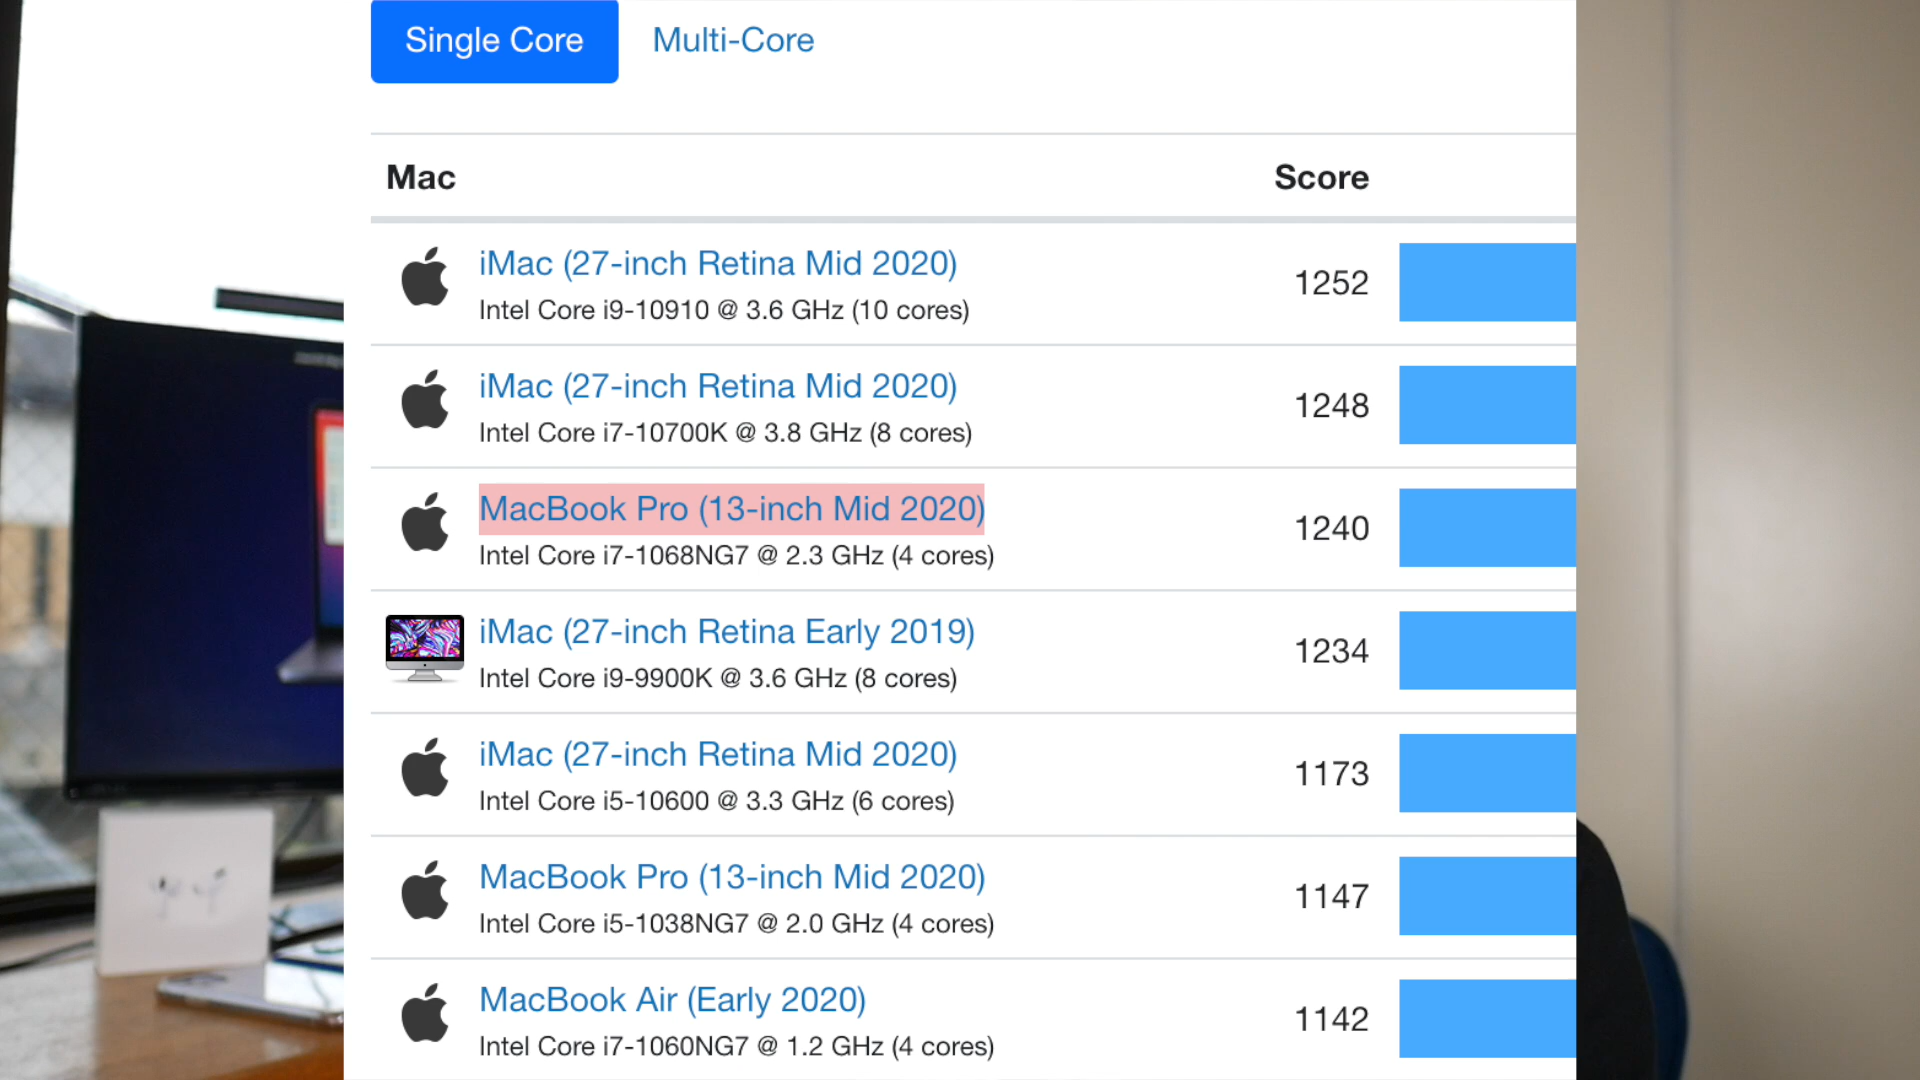 Single Core
Multi-Core
Mac
Score
iMac (27-inch Retina Mid 2020)
Intel Core i9-10910 @ 3.6 GHz (10 cores)
1252
iMac (27-inch Retina Mid 2020)
Intel Core i7-10700K @ 3.8 GHz (8 cores)
1248
MacBook Pro (13-inch Mid 2020)
Intel Core i7-1068NG7 @ 2.3 GHz (4 cores)
1240
iMac (27-inch Retina Early 2019)
Intel Core i9-9900K @ 3.6 GHz (8 cores)
1234
iMac (27-inch Retina Mid 2020)
Intel Core i5-10600 @ 3.3 GHz (6 cores)
1173
MacBook Pro (13-inch Mid 2020)
Intel Core i5-1038NG7 @ 2.0 GHz (4 cores)
1147
MacBook Air (Early 2020)
Intel Core i7-1060NG7 @ 1.2 GHz (4 cores)
1142